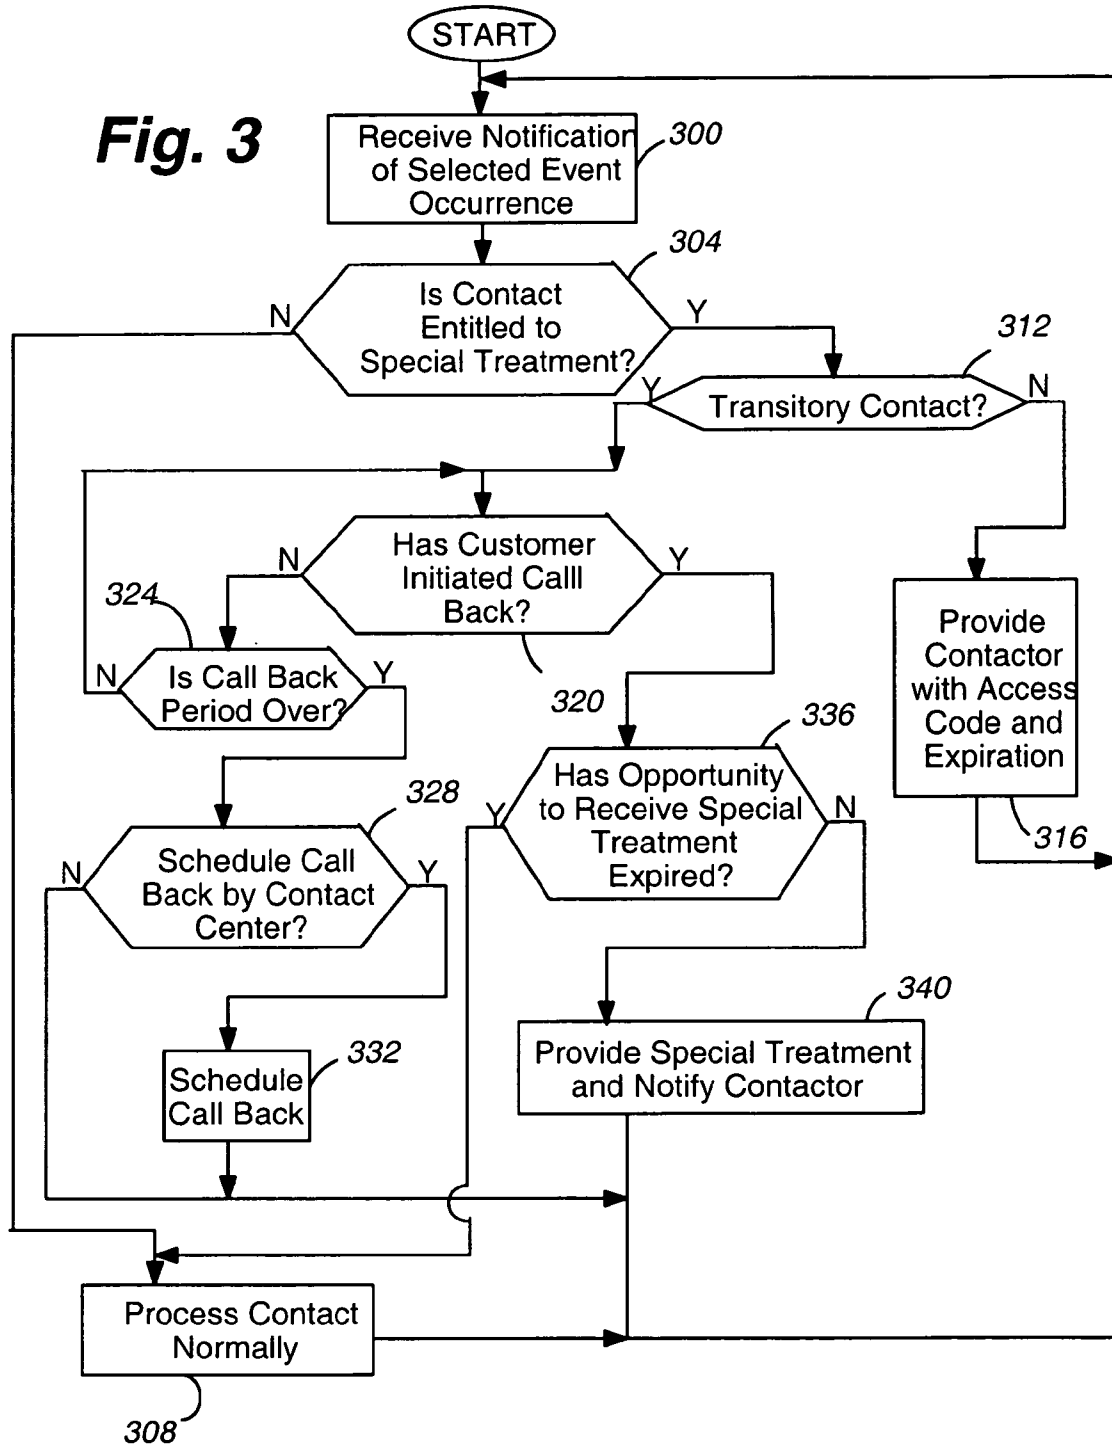 START
Fig. 3
Receive Notification
of Selected Event
Occurrence
300
304
N
Is Contact
Entitled to
Special Treatment?
Y
312
Y
Transitory Contact?
N
N
Has Customer
Initiated Calll
Back?
Y
320
324
N
Is Call Back
Period Over?
Y
Provide
Contactor
with Access
Code and
Expiration
316
336
Y
Has Opportunity
to Receive Special
Treatment
Expired?
N
328
N
Schedule Call
Back by Contact
Center?
Y
332
Schedule
Call Back
340
Provide Special Treatment
and Notify Contactor
Process Contact
Normally
308